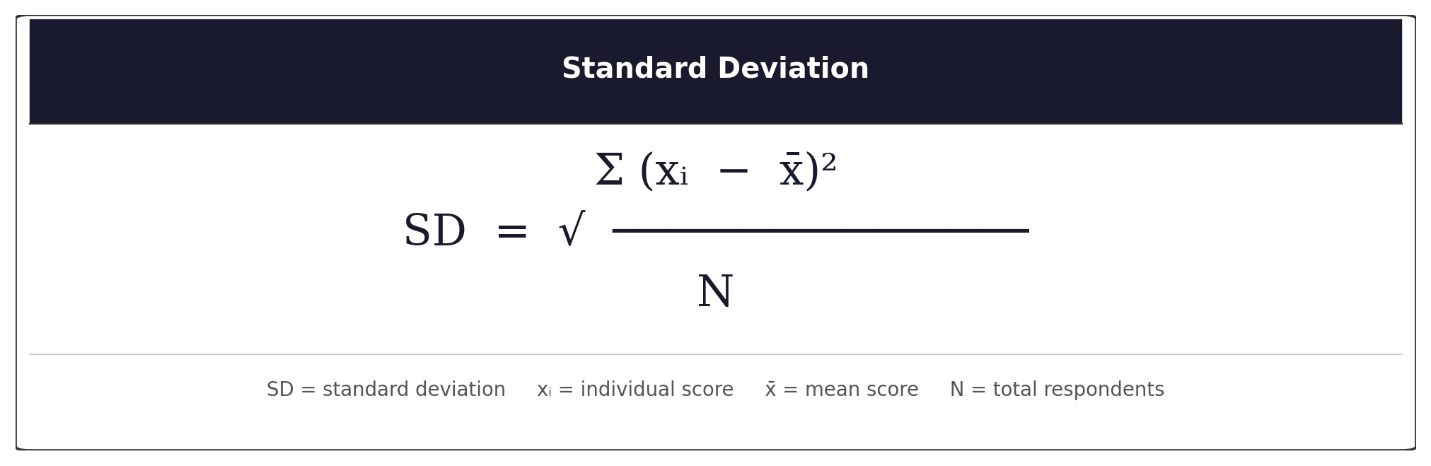 Standard Deviation
Σ (xᵢ − x̄)²
SD = √
N
SD = standard deviation xᵢ = individual score x̄ = mean score N = total respondents